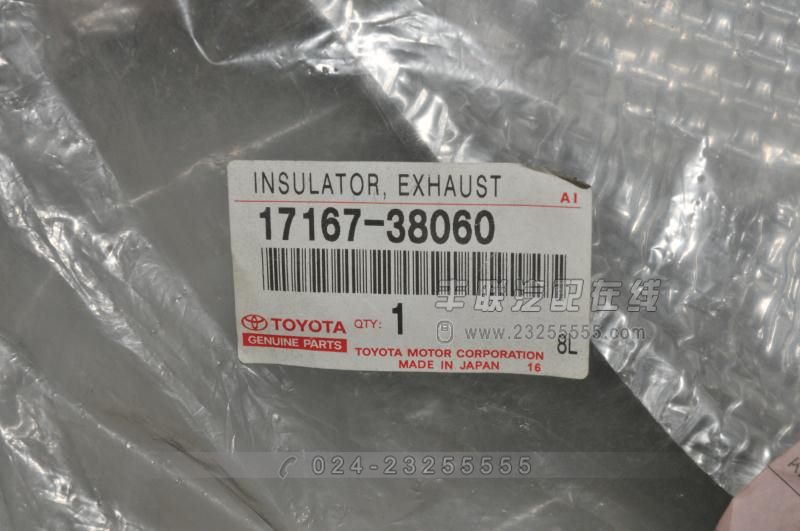 INSULATOR, EXHAUST
AI
17167-38060
丰联汽配在线
www.23255555.com
TOYOTA
GENUINE PARTS
QTY: 1
8L
TOYOTA MOTOR CORPORATION
MADE IN JAPAN 16
024-23255555